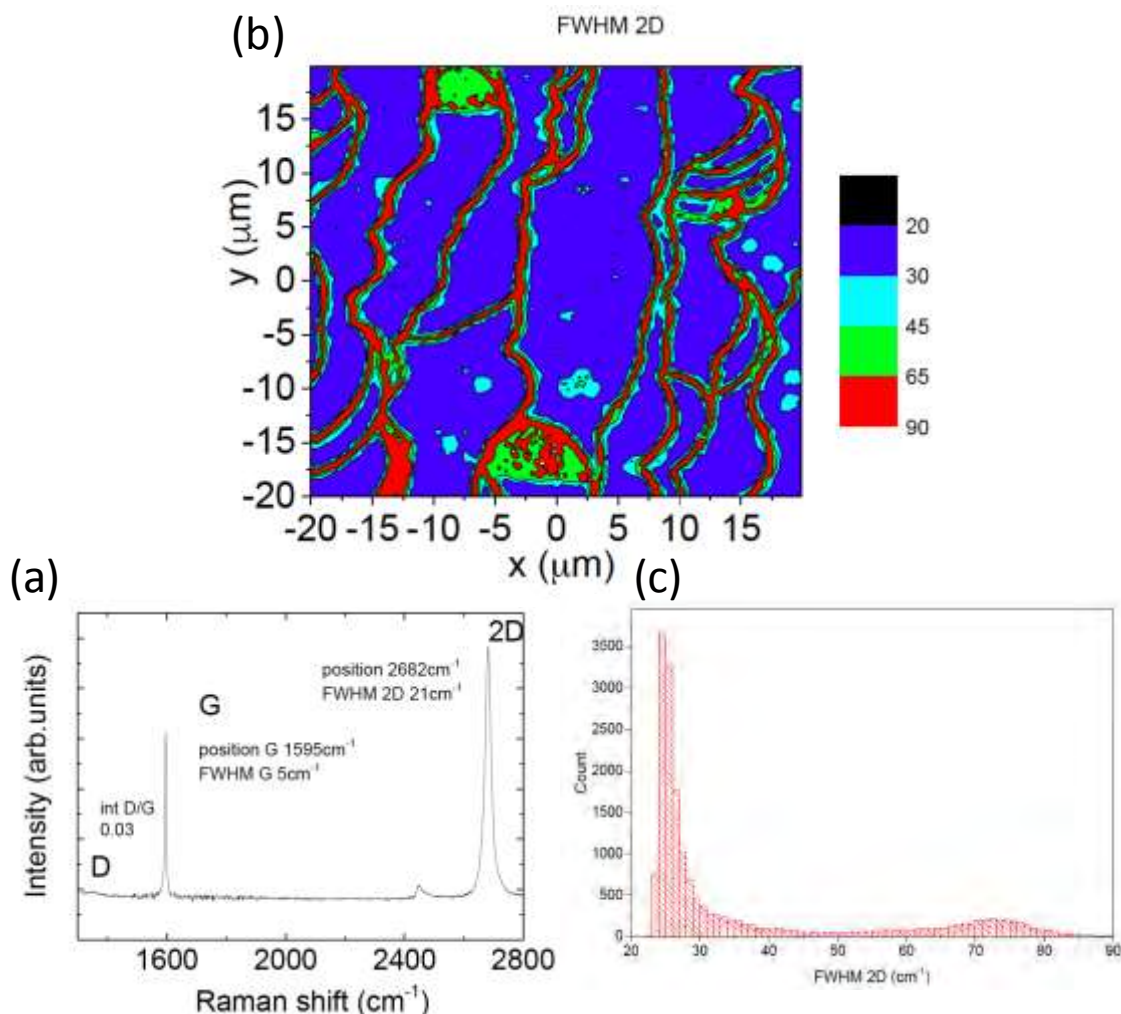 (b)
FWHM 2D
15
10
5
0
-5
-10
-15
-20
y (μm)
-20 -15 -10 -5 0 5 10 15
x (μm)
20
30
45
65
90
(a)
2D
position 2682cm⁻¹
FWHM 2D 21cm⁻¹
G
position G 1595cm⁻¹
FWHM G 5cm⁻¹
int D/G
0.03
D
Intensity (arb.units)
1600 2000 2400 2800
Raman shift (cm⁻¹)
(c)
3500
3000
2500
2000
1500
1000
500
0
Count
20 30 40 50 60 70 80 90
FWHM 2D (cm⁻¹)